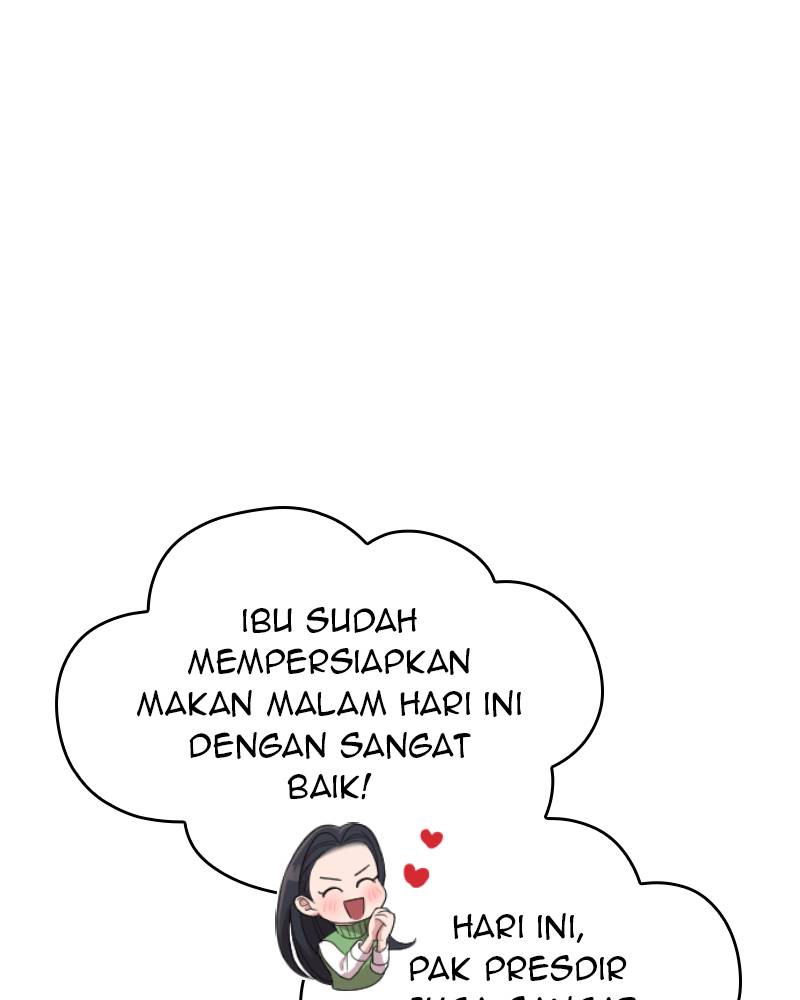 IBU SUDAH
MEMPERSIAPKAN
MAKAN MALAM HARI INI
DENGAN SANGAT
BAIK!
HARI INI,
PAK PRESDIR